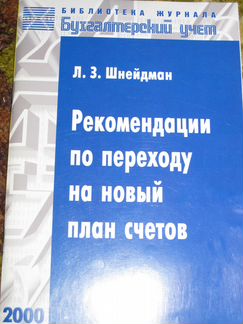 БИБЛИОТЕКА ЖУРНАЛА
Бухгалтерский учет
Л. З. Шнейдман
Рекомендации
по переходу
на новый
план счетов
2000